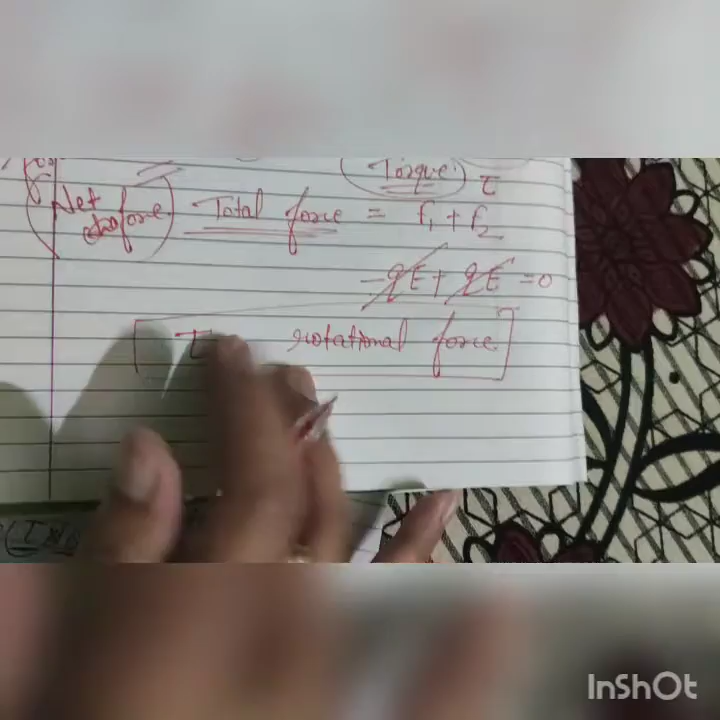 (Torque) τ
(Net force) Total force = f₁ + f₂
-qE + qE = 0
τ rotational force
InShOt